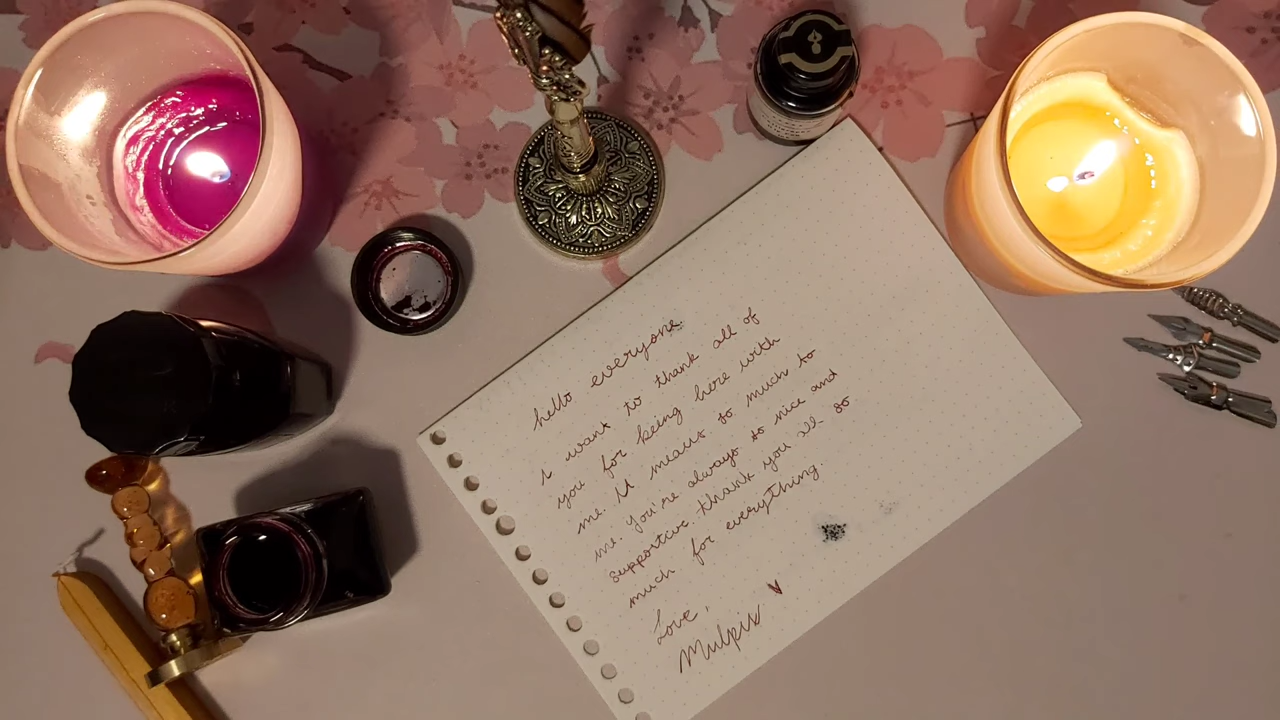 hello everyone.
i want to thank all of
you for being here with
me. it means to much to
me. you're always so nice and
supportive. thank you all so
much for everything.
Love,
Mulpix